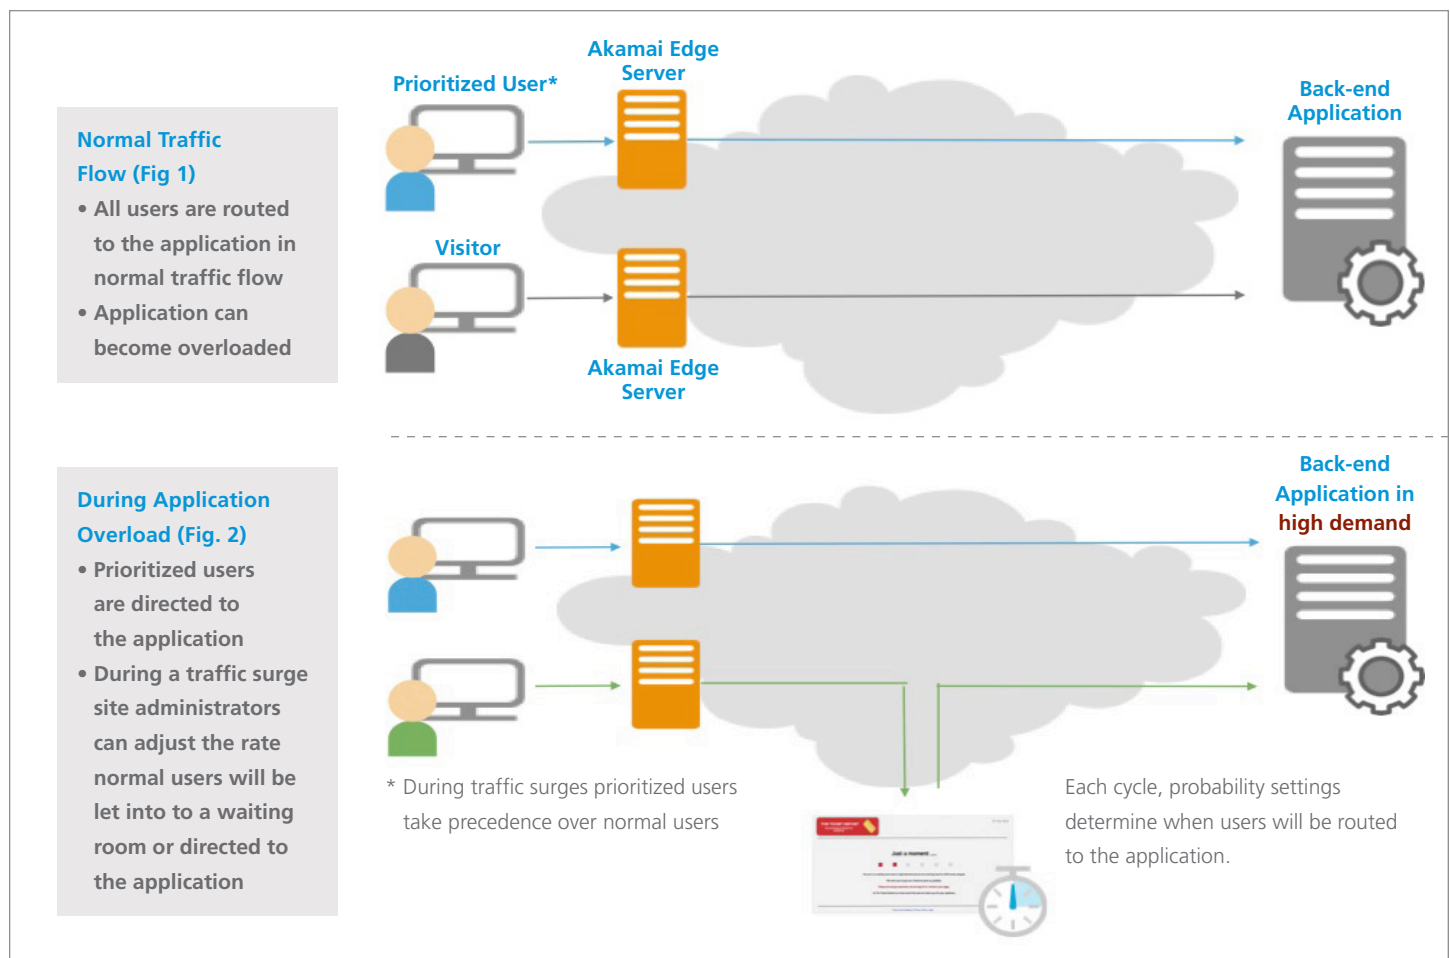 Normal Traffic
Flow (Fig 1)
• All users are routed
to the application in
normal traffic flow
• Application can
become overloaded
Prioritized User*
Akamai Edge
Server
Back-end
Application
Visitor
Akamai Edge
Server
During Application
Overload (Fig. 2)
• Prioritized users
are directed to
the application
• During a traffic surge
site administrators
can adjust the rate
normal users will be
let into to a waiting
room or directed to
the application
Back-end
Application in
high demand
* During traffic surges prioritized users
take precedence over normal users
Just a moment ...
Each cycle, probability settings
determine when users will be routed
to the application.